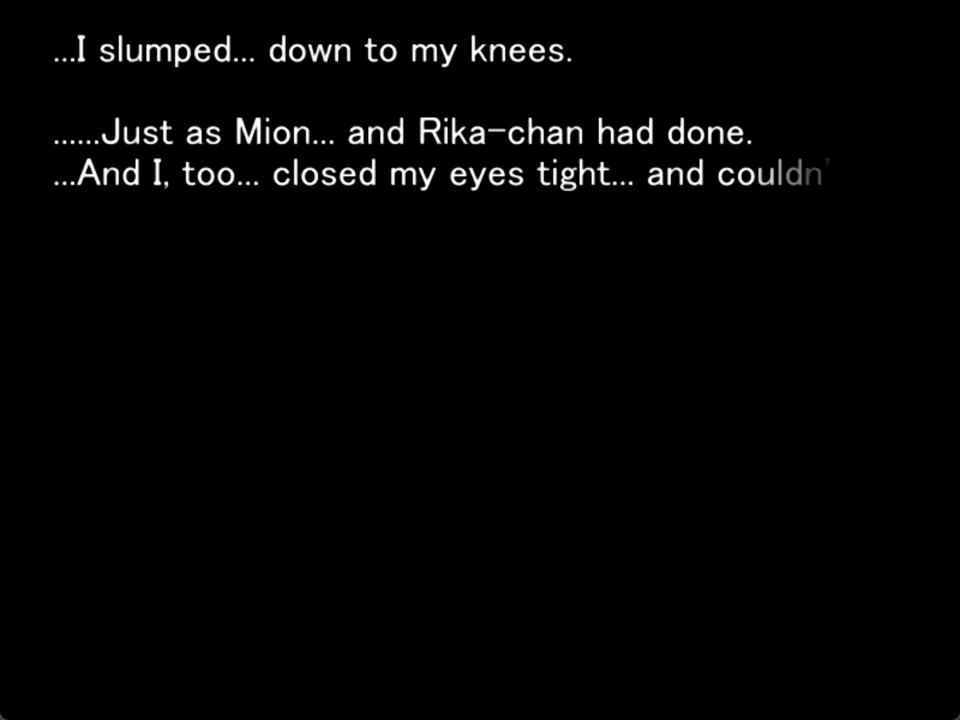 ...I slumped... down to my knees.
......Just as Mion... and Rika-chan had done.
...And I, too... closed my eyes tight... and couldn'